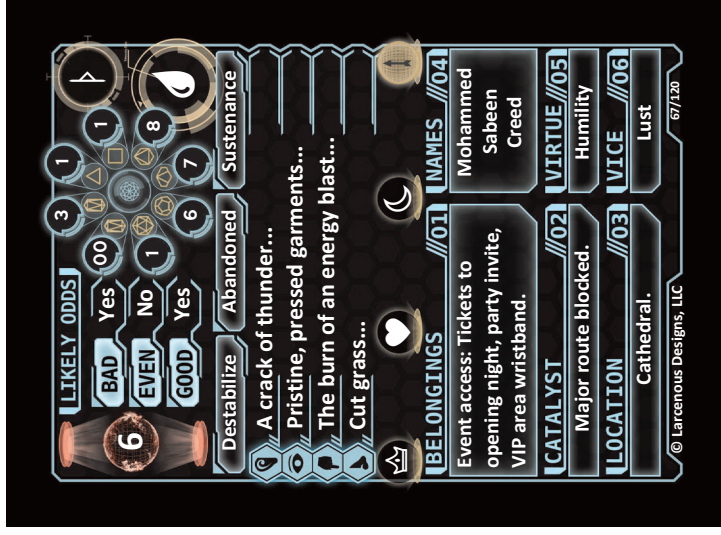 LIKELY ODDS
BAD Yes
EVEN No
GOOD Yes
6
3
1
1
8
7
6
1
00
Destabilize
Abandoned
Sustenance
A crack of thunder...
Pristine, pressed garments...
The burn of an energy blast...
Cut grass...
BELONGINGS //01
Event access: Tickets to
opening night, party invite,
VIP area wristband.
NAMES //04
Mohammed
Sabeen
Creed
CATALYST //02
Major route blocked.
VIRTUE //05
Humility
LOCATION //03
Cathedral.
VICE //06
Lust
© Larcenous Designs, LLC
67/120